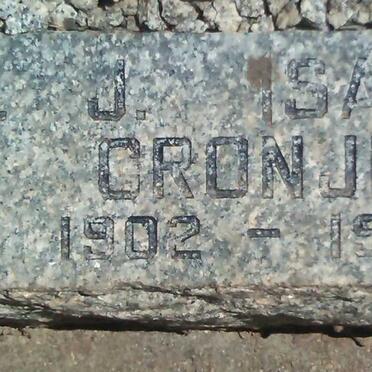 J. ISA
CRONJ
1902 - 19